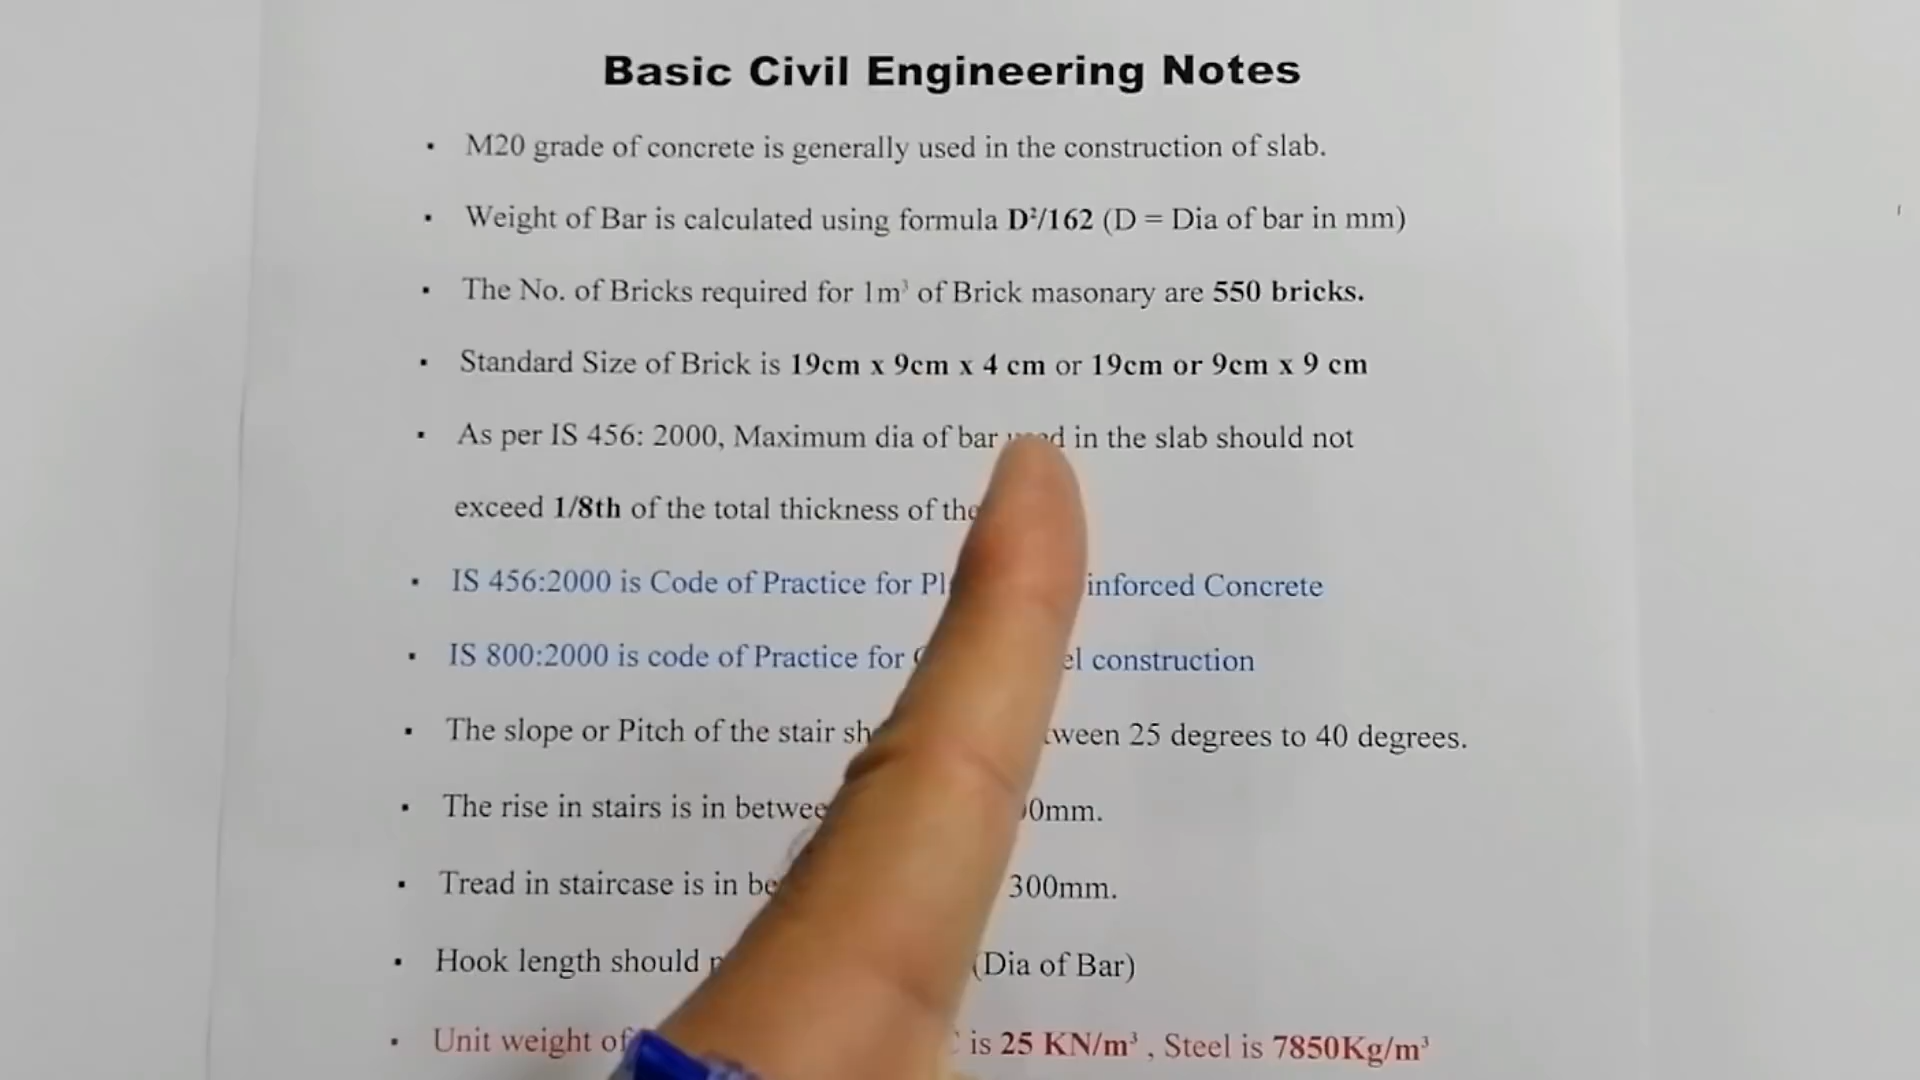 Basic Civil Engineering Notes
▪ M20 grade of concrete is generally used in the construction of slab.
▪ Weight of Bar is calculated using formula D²/162 (D = Dia of bar in mm)
▪ The No. of Bricks required for 1m³ of Brick masonary are 550 bricks.
▪ Standard Size of Brick is 19cm x 9cm x 4 cm or 19cm or 9cm x 9 cm
▪ As per IS 456: 2000, Maximum dia of bar used in the slab should not
exceed 1/8th of the total thickness of the
▪ IS 456:2000 is Code of Practice for Concrete
▪ IS 800:2000 is code of Practice for construction
▪ The slope or Pitch of the stair 25 degrees to 40 degrees.
▪ The rise in stairs is in
▪ Tread in staircase is in 300mm.
▪ Hook length should (Dia of Bar)
▪ Unit weight of is 25 KN/m³ , Steel is 7850Kg/m³